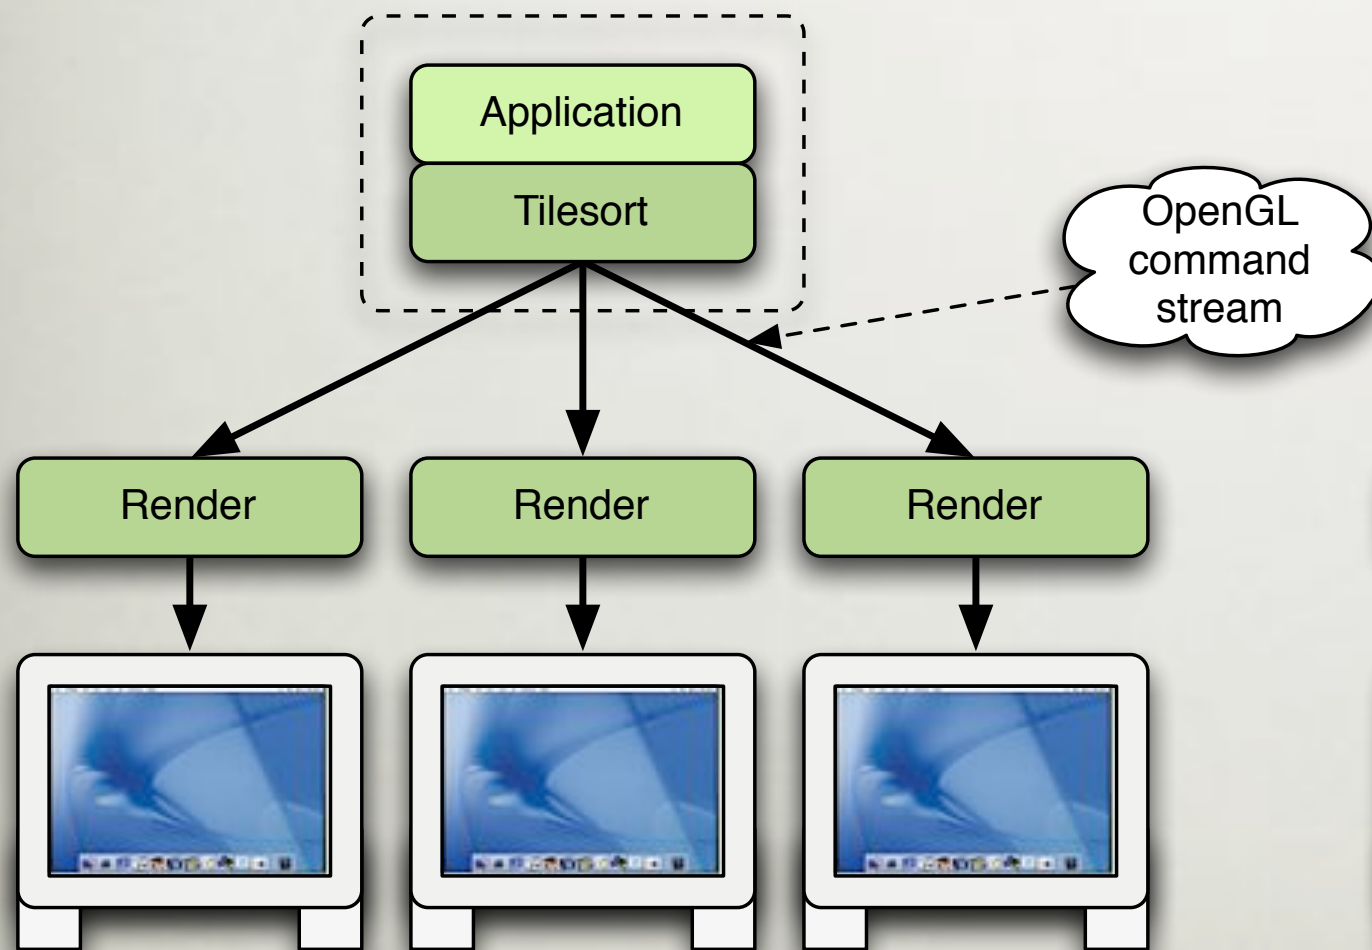 Application
Tilesort
OpenGL
command
stream
Render
Render
Render